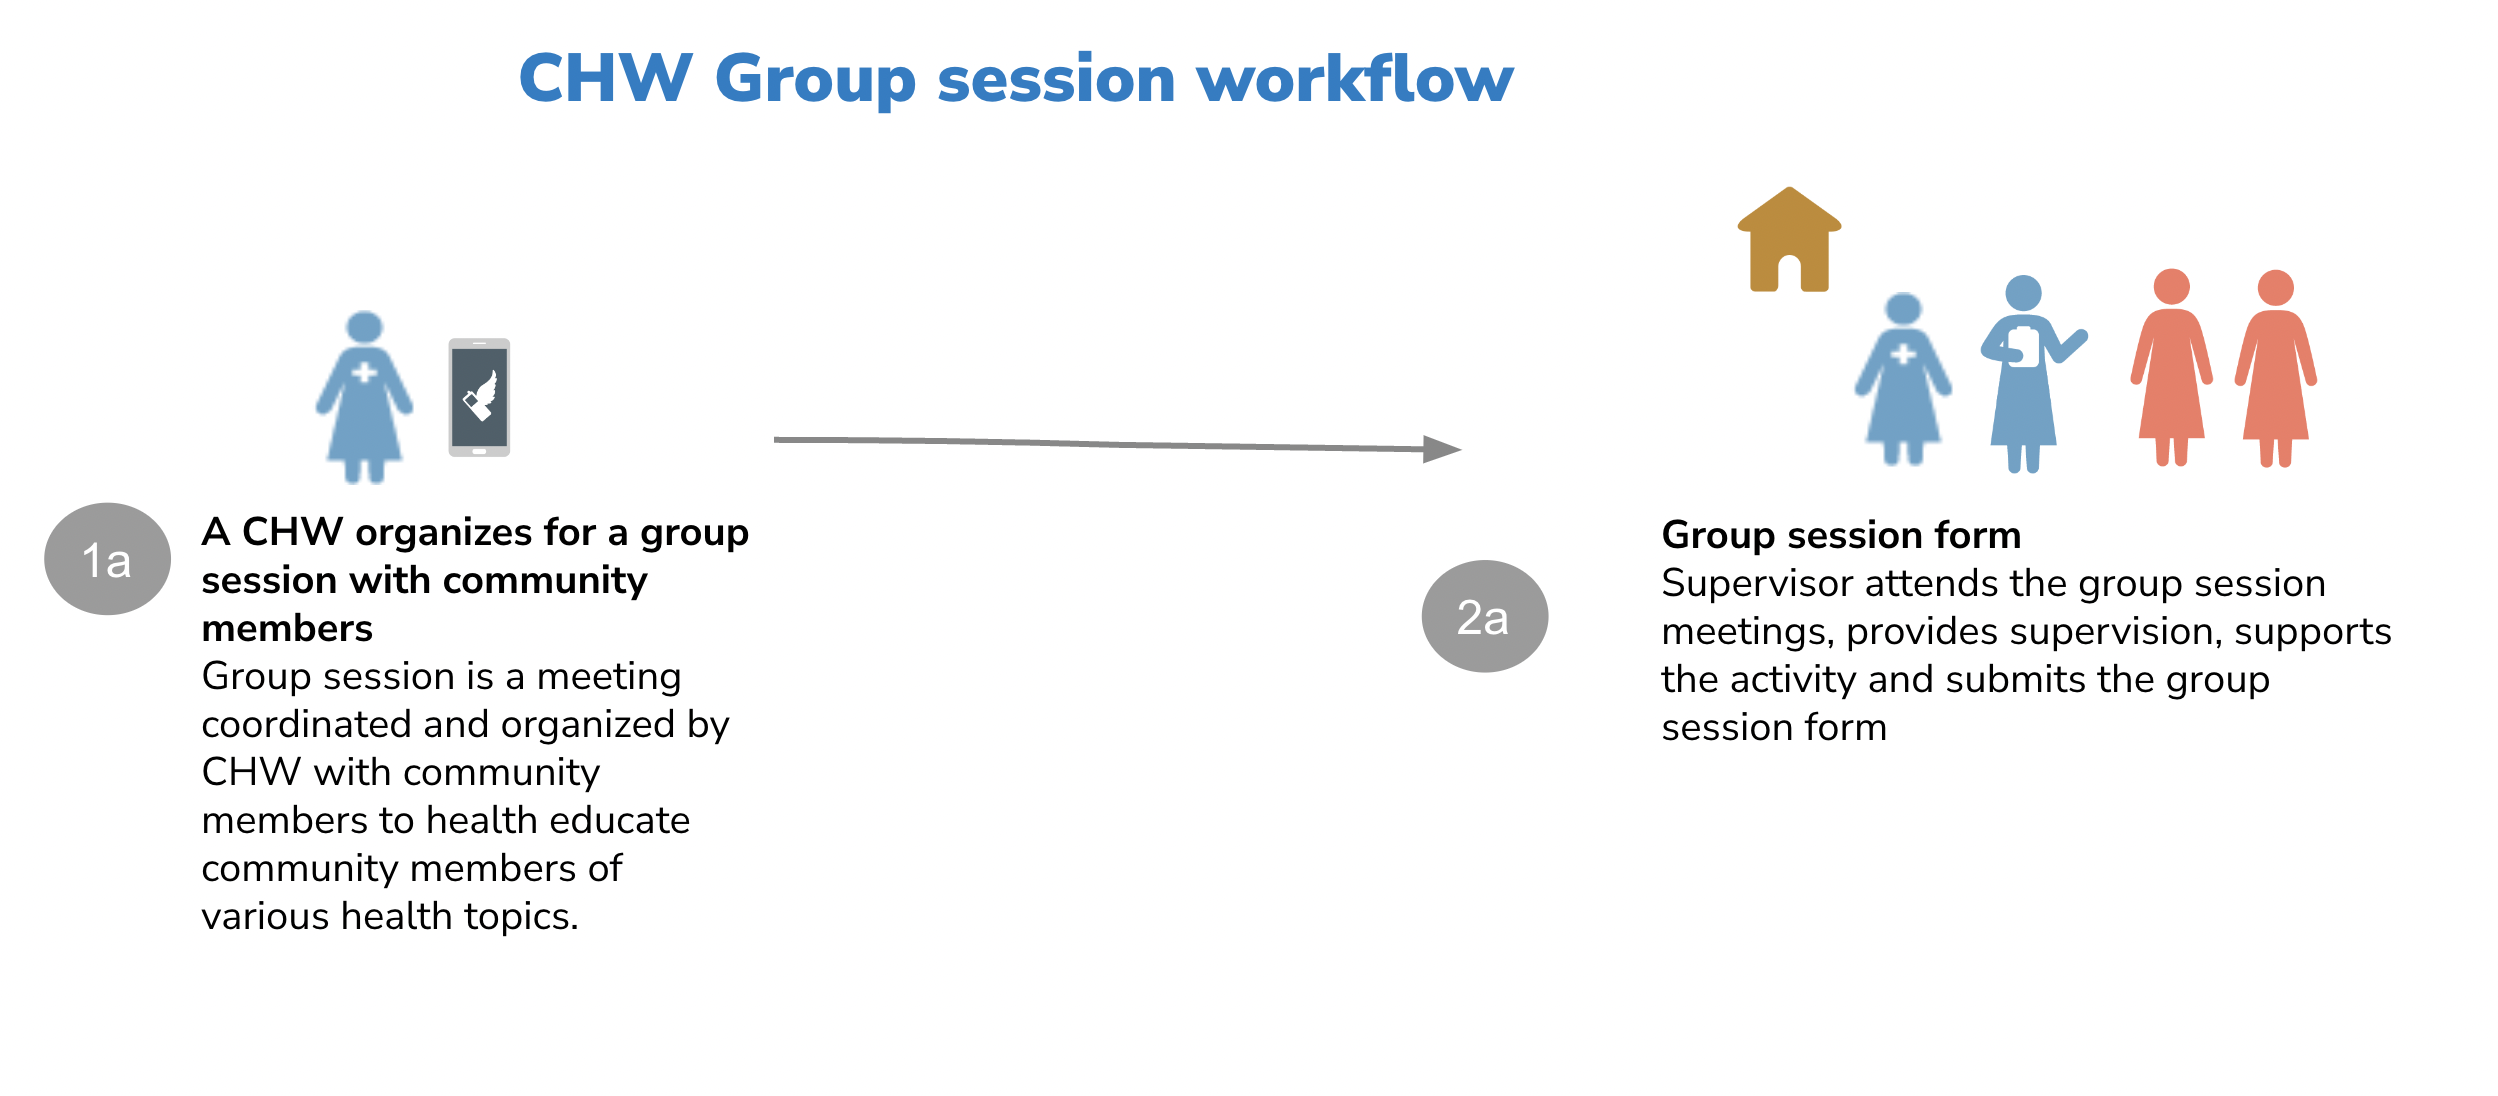 CHW Group session workflow
1a
A CHW organizes for a group
session with community
members
Group session is a meeting
coordinated and organized by
CHW with community
members to health educate
community members of
various health topics.
2a
Group session form
Supervisor attends the group session
meetings, provides supervision, supports
the activity and submits the group
session form